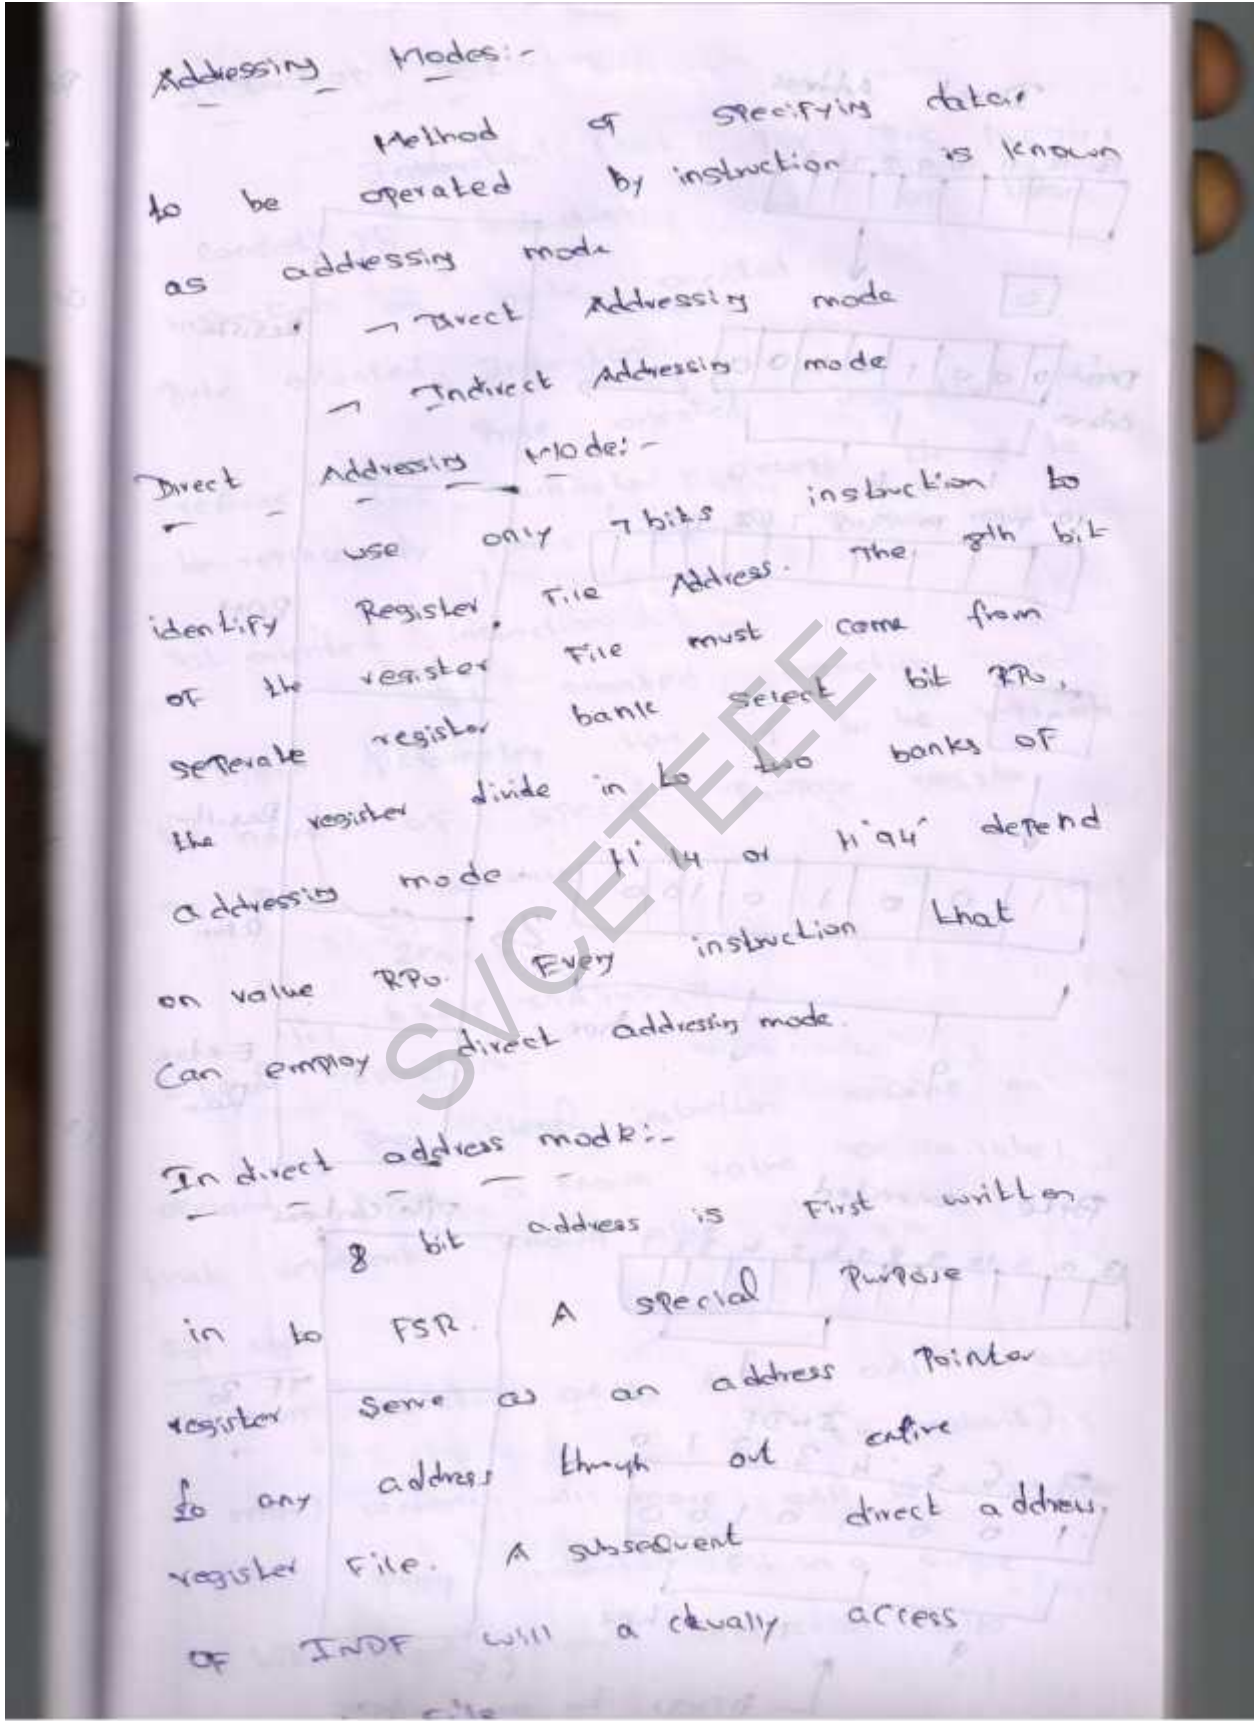 Addressing Modes:-
Method of specifying data
to be operated by instruction is known
as addressing mode
→ Direct Addressing mode
→ Indirect Addressing mode
Direct Addressing Mode:-
use only 7 bits instruction to
identify Register File Address. The 8th bit
of the register File must come from
seperate register bank select bit RP0.
the register divide in to two banks of
addressing mode H'14 or H'94' depend
on value RP0. Every instruction that
Can employ direct addressing mode.
In direct address mode:-
8 bit address is First written
in to FSR. A special Purpose
register Serve as an address Pointer
to any address through out entire
register File. A subsequent direct address.
OF INDF will actually access
File
SVCETEEE